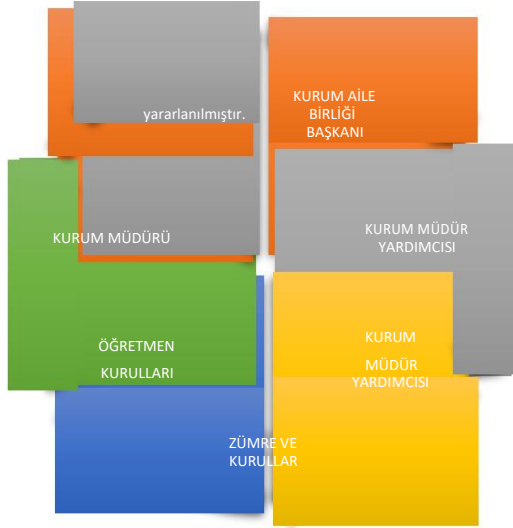 yararlanılmıştır.
KURUM AİLE
BİRLİĞİ
BAŞKANI
KURUM MÜDÜRÜ
KURUM MÜDÜR
YARDIMCISI
ÖĞRETMEN
KURULLARI
KURUM
MÜDÜR
YARDIMCISI
ZÜMRE VE
KURULLAR